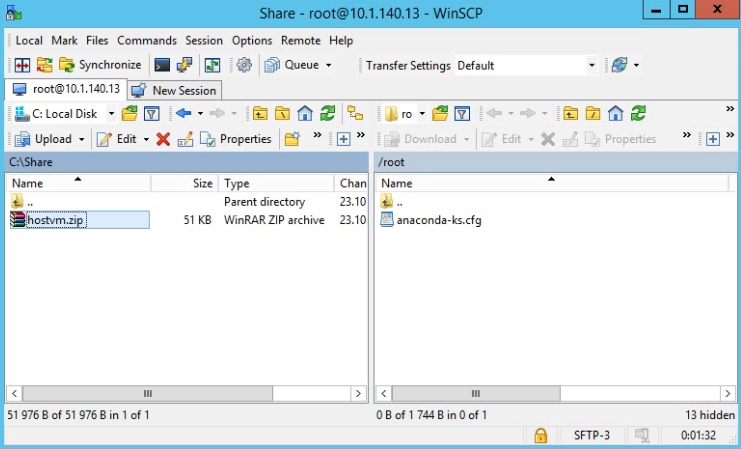 Share - root@10.1.140.13 - WinSCP
Local Mark Files Commands Session Options Remote Help
Synchronize Queue Transfer Settings Default
root@10.1.140.13 New Session
C: Local Disk ro
Upload Edit Properties » Download Edit Properties »
C:\Share /root
Name Size Type Chan Name
.. Parent directory 23.10 ..
hostvm.zip 51 KB WinRAR ZIP archive 23.10 anaconda-ks.cfg
51 976 B of 51 976 B in 1 of 1 0 B of 1 744 B in 0 of 1 13 hidden
SFTP-3 0:01:32